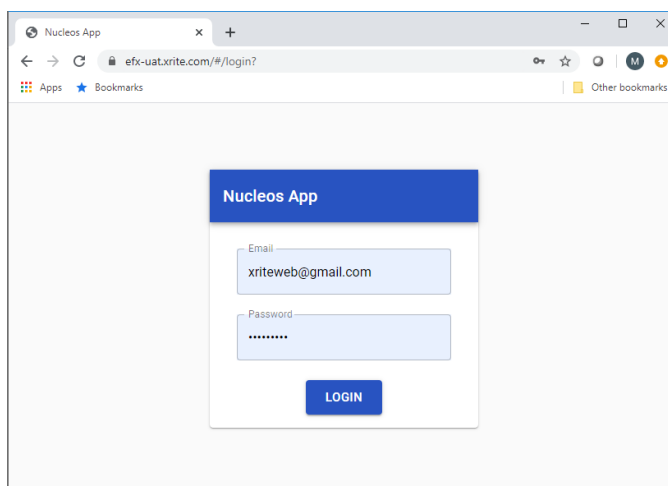 Nucleos App
efx-uat.xrite.com/#/login?
M
Apps Bookmarks Other bookmarks
Nucleos App
Email
xriteweb@gmail.com
Password
•••••••••
LOGIN